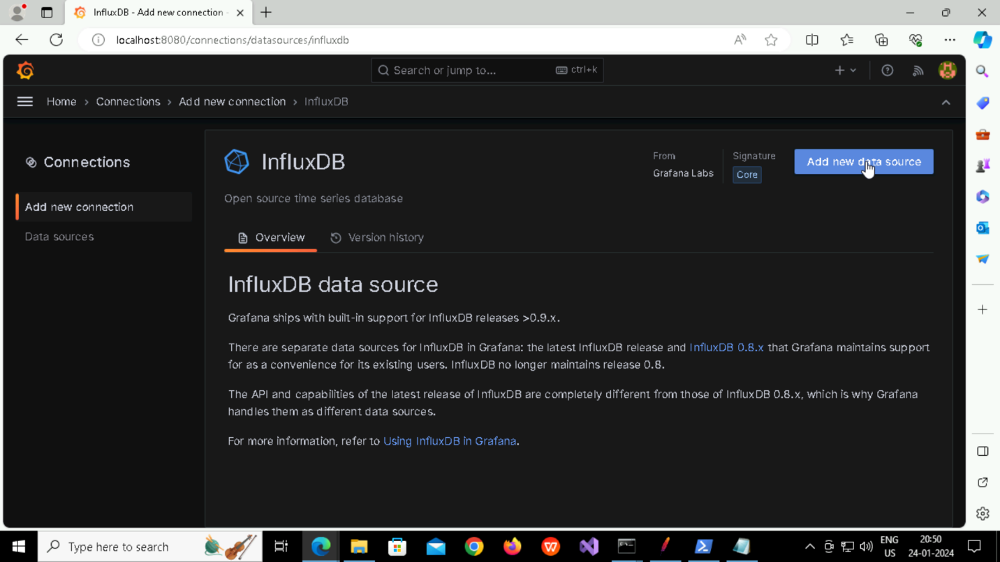 InfluxDB - Add new connection -
localhost:8080/connections/datasources/influxdb
Search or jump to...
ctrl+k
Home › Connections › Add new connection › InfluxDB
Connections
Add new connection
Data sources
InfluxDB
Open source time series database
From
Grafana Labs
Signature
Core
Add new data source
Overview
Version history
InfluxDB data source
Grafana ships with built-in support for InfluxDB releases >0.9.x.
There are separate data sources for InfluxDB in Grafana: the latest InfluxDB release and InfluxDB 0.8.x that Grafana maintains support
for as a convenience for its existing users. InfluxDB no longer maintains release 0.8.
The API and capabilities of the latest release of InfluxDB are completely different from those of InfluxDB 0.8.x, which is why Grafana
handles them as different data sources.
For more information, refer to Using InfluxDB in Grafana.
Type here to search
ENG
US
20:50
24-01-2024